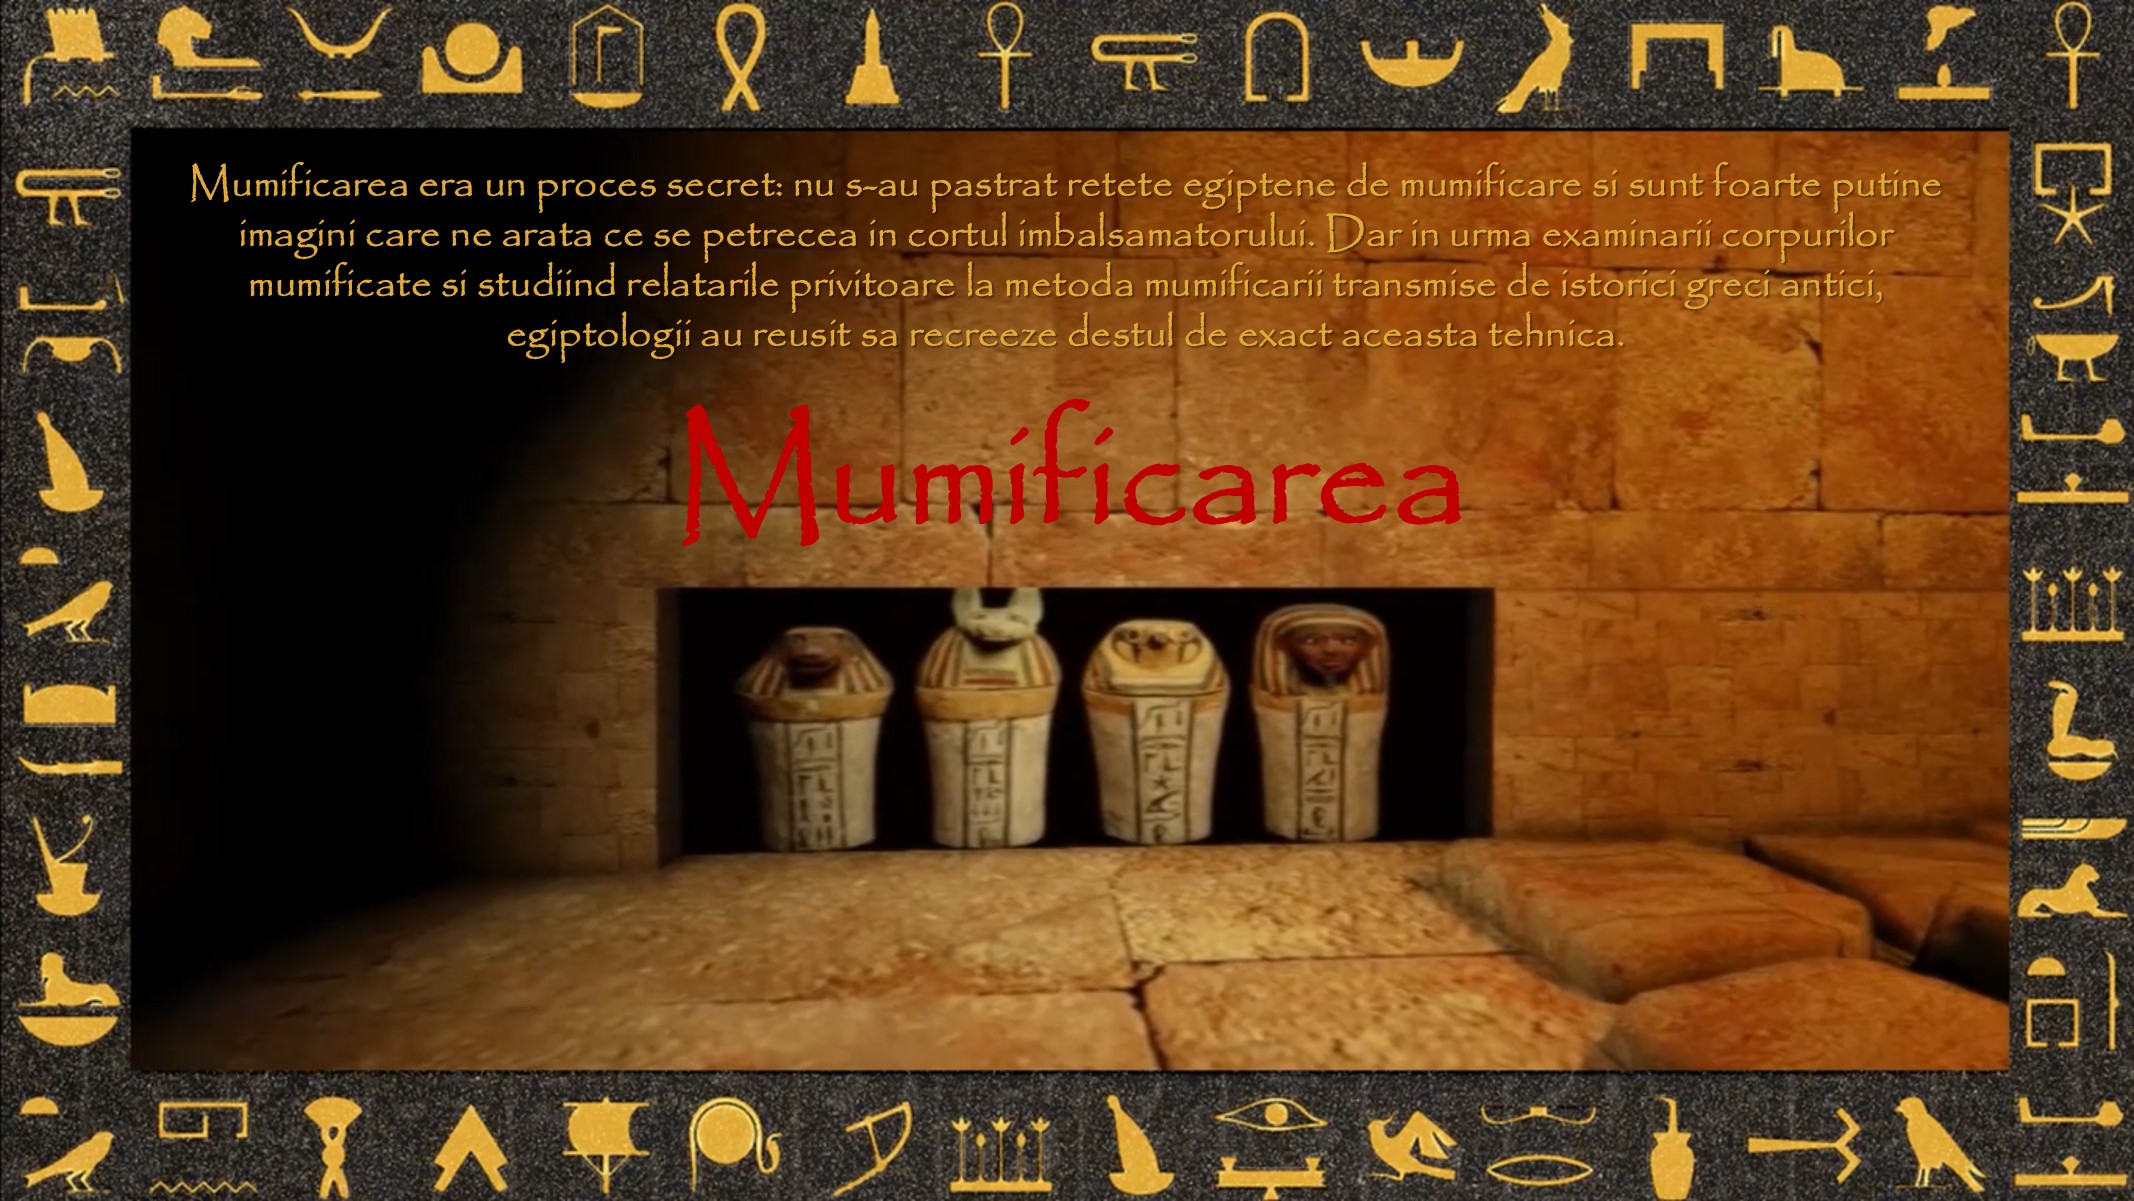 Mumificarea era un proces secret: nu s-au pastrat retete egiptene de mumificare si sunt foarte putine
imagini care ne arata ce se petrecea in cortul imbalsamatorului. Dar in urma examinarii corpurilor
mumificate si studiind relatarile privitoare la metoda mumificarii transmise de istorici greci antici,
egiptologii au reusit sa recreeze destul de exact aceasta tehnica.
Mumificarea